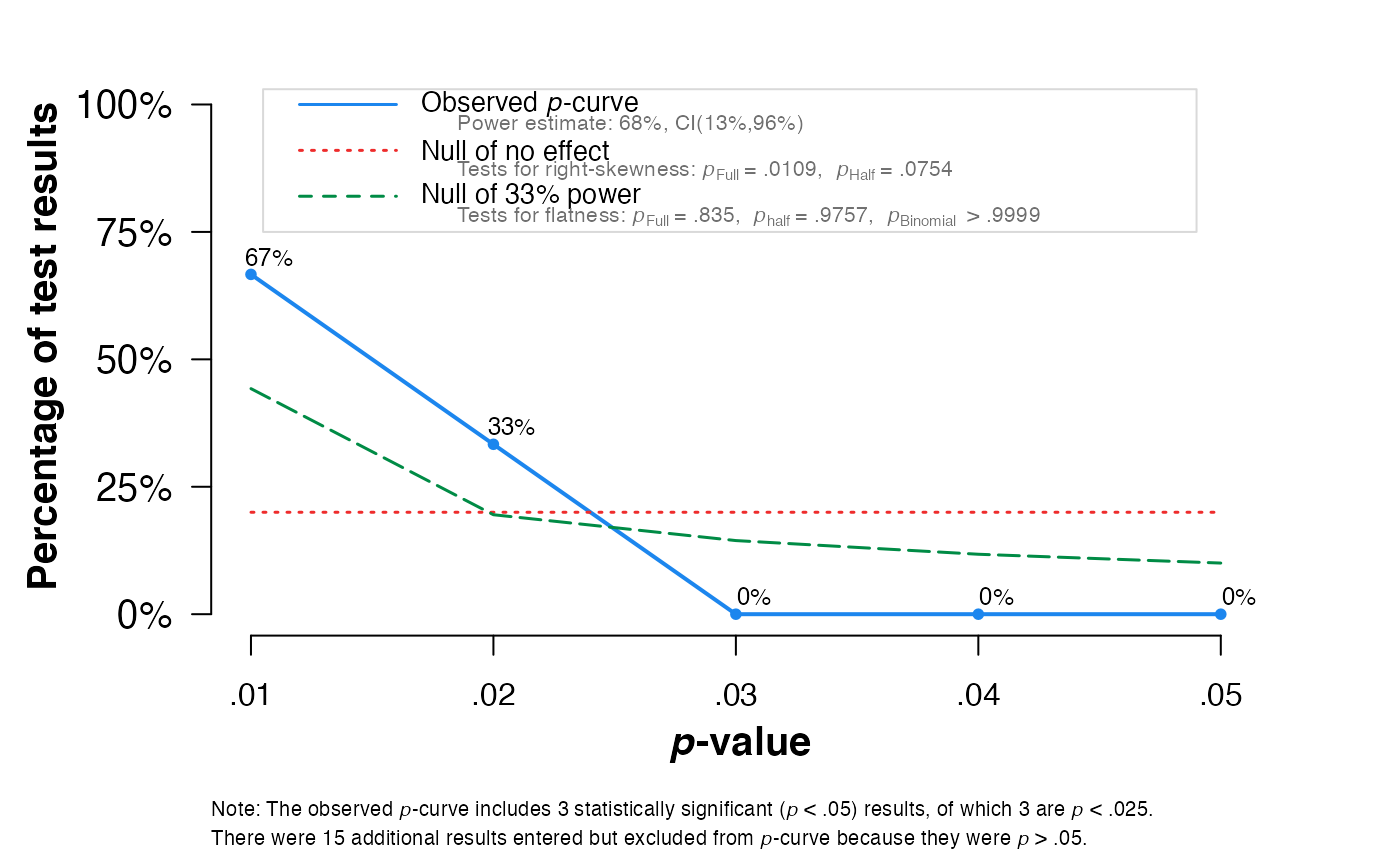 Percentage of test results
100%
75%
50%
25%
0%
Observed p-curve
Power estimate: 68%, CI(13%,96%)
Null of no effect
Tests for right-skewness: pFull = .0109, pHalf = .0754
Null of 33% power
Tests for flatness: pFull = .835, phalf = .9757, pBinomial > .9999
67%
33%
0%
0%
0%
.01
.02
.03
.04
.05
p-value
Note: The observed p-curve includes 3 statistically significant (p < .05) results, of which 3 are p < .025.
There were 15 additional results entered but excluded from p-curve because they were p > .05.